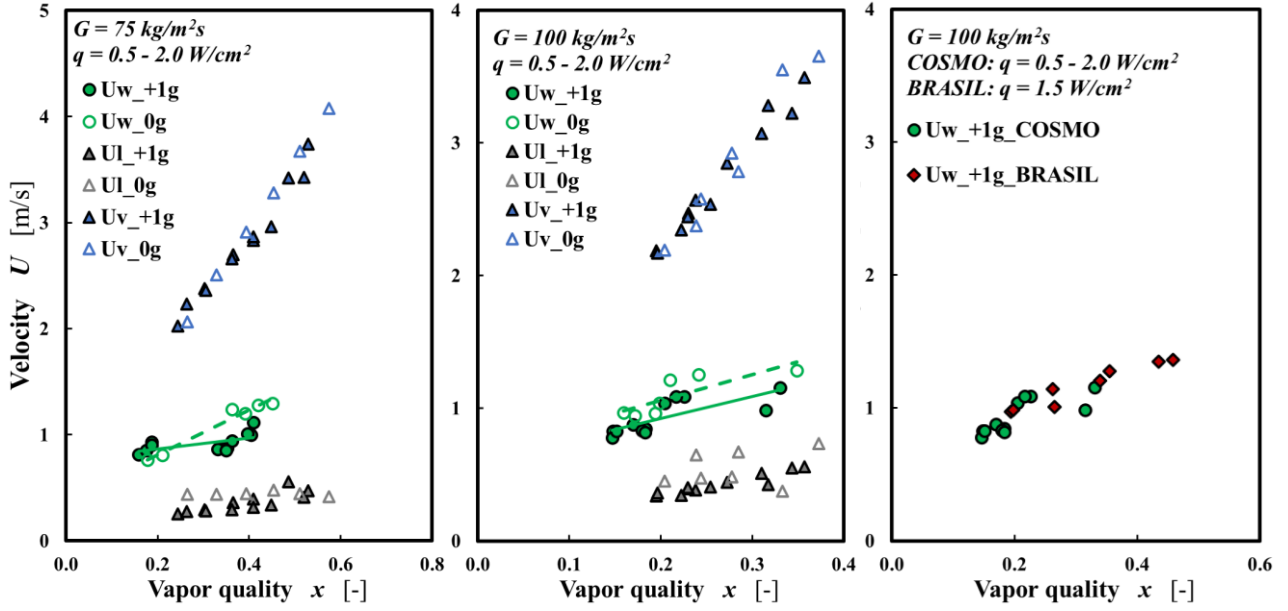 Velocity U [m/s]
5
4
3
2
1
0
G = 75 kg/m²s
q = 0.5 - 2.0 W/cm²
Uw_+1g
Uw_0g
Ul_+1g
Ul_0g
Uv_+1g
Uv_0g
0.0 0.2 0.4 0.6 0.8
Vapor quality x [-]
4
3
2
1
0
G = 100 kg/m²s
q = 0.5 - 2.0 W/cm²
Uw_+1g
Uw_0g
Ul_+1g
Ul_0g
Uv_+1g
Uv_0g
0.0 0.1 0.2 0.3 0.4
Vapor quality x [-]
4
3
2
1
0
G = 100 kg/m²s
COSMO: q = 0.5 - 2.0 W/cm²
BRASIL: q = 1.5 W/cm²
Uw_+1g_COSMO
Uw_+1g_BRASIL
0.0 0.2 0.4 0.6
Vapor quality x [-]